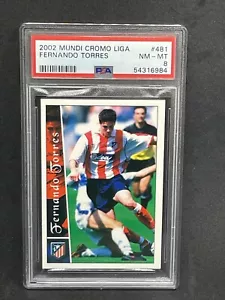 2002 MUNDI CROMO LIGA #481
FERNANDO TORRES NM - MT
PSA 8
54316984
Fernando Torres